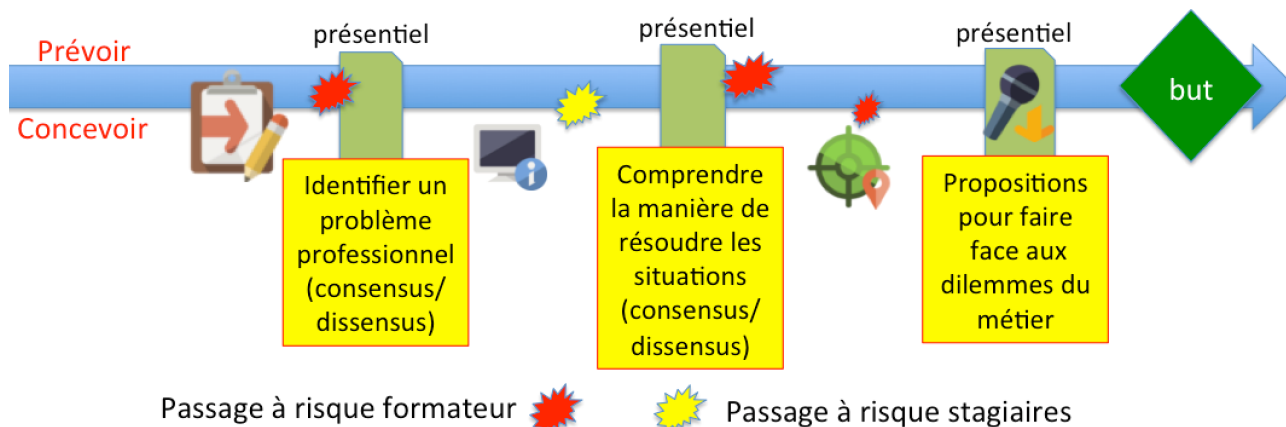 présentiel
présentiel
présentiel
Prévoir
Concevoir
but
Identifier un
problème
professionnel
(consensus/
dissensus)
Comprendre
la manière de
résoudre les
situations
(consensus/
dissensus)
Propositions
pour faire
face aux
dilemmes du
métier
Passage à risque formateur
Passage à risque stagiaires